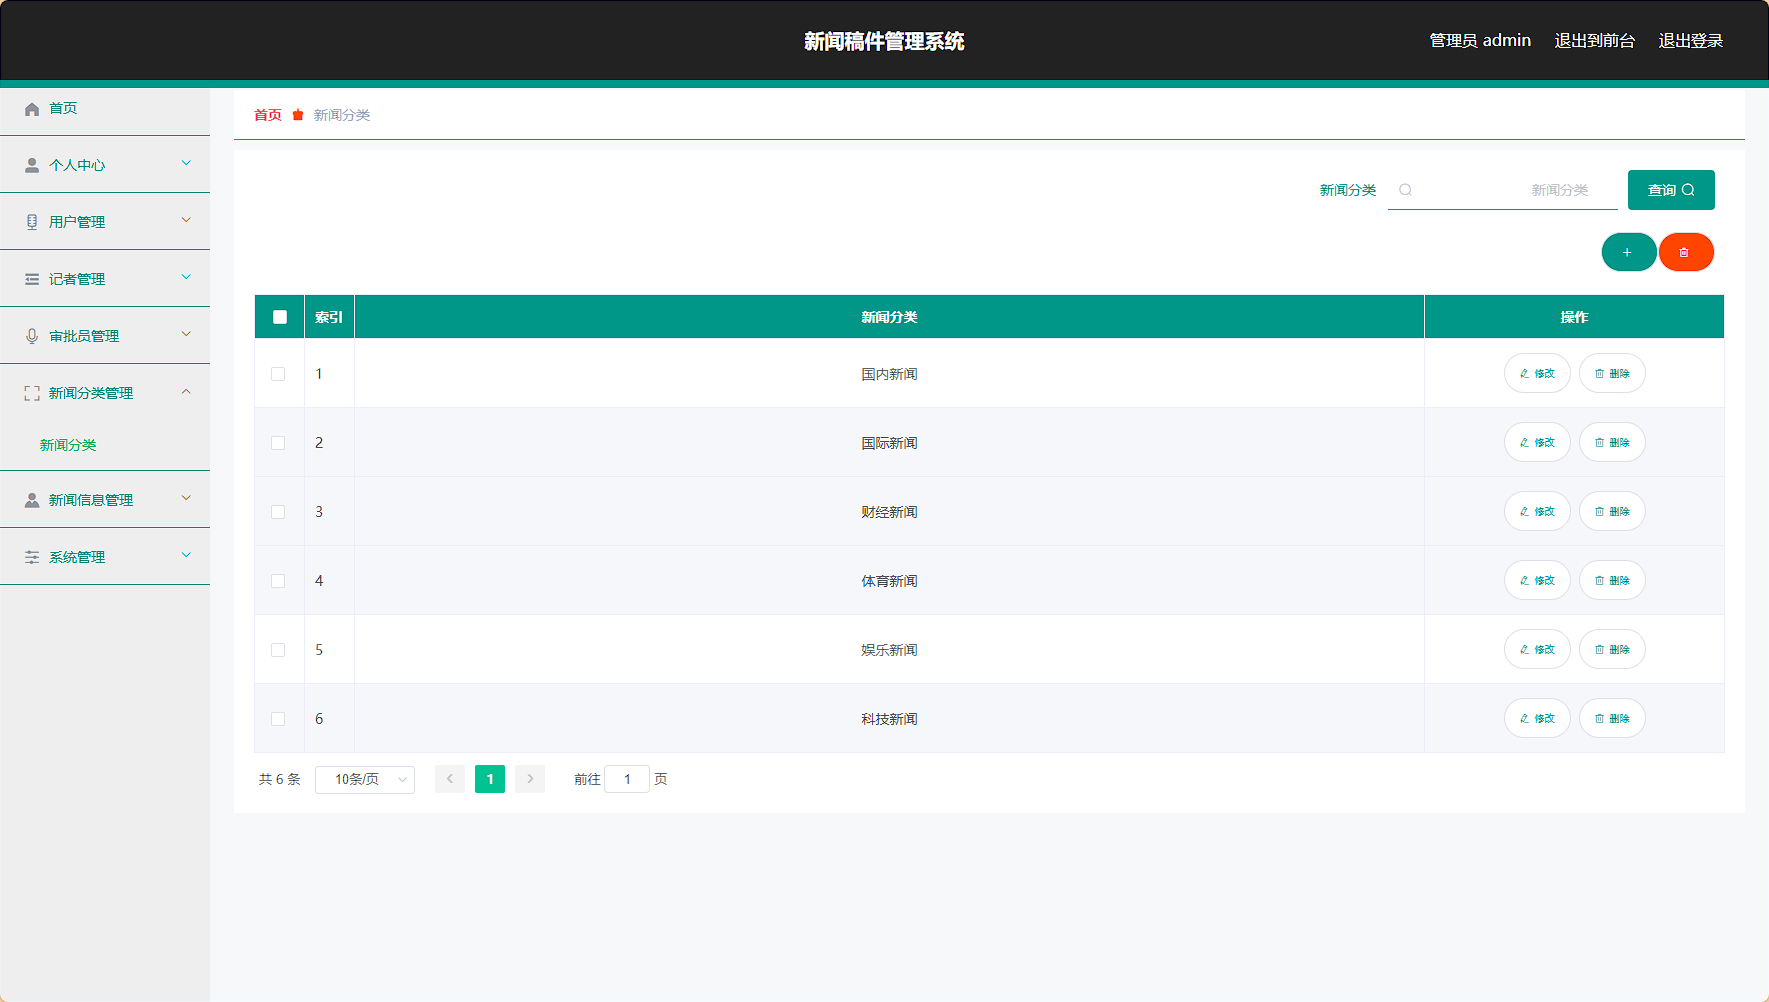 新闻稿件管理系统
管理员 admin 退出到前台 退出登录
首页
个人中心
用户管理
记者管理
审批员管理
新闻分类管理
新闻分类
新闻信息管理
系统管理
首页 新闻分类
新闻分类 新闻分类 查询
索引 新闻分类 操作
1 国内新闻 修改 删除
2 国际新闻 修改 删除
3 财经新闻 修改 删除
4 体育新闻 修改 删除
5 娱乐新闻 修改 删除
6 科技新闻 修改 删除
共 6 条 10条/页 1 前往 1 页